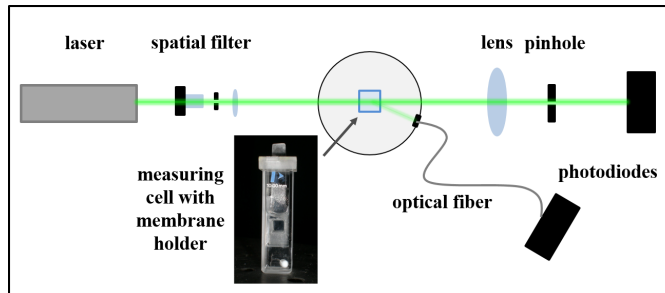 laser
spatial filter
lens
pinhole
measuring
cell with
membrane
holder
optical fiber
photodiodes